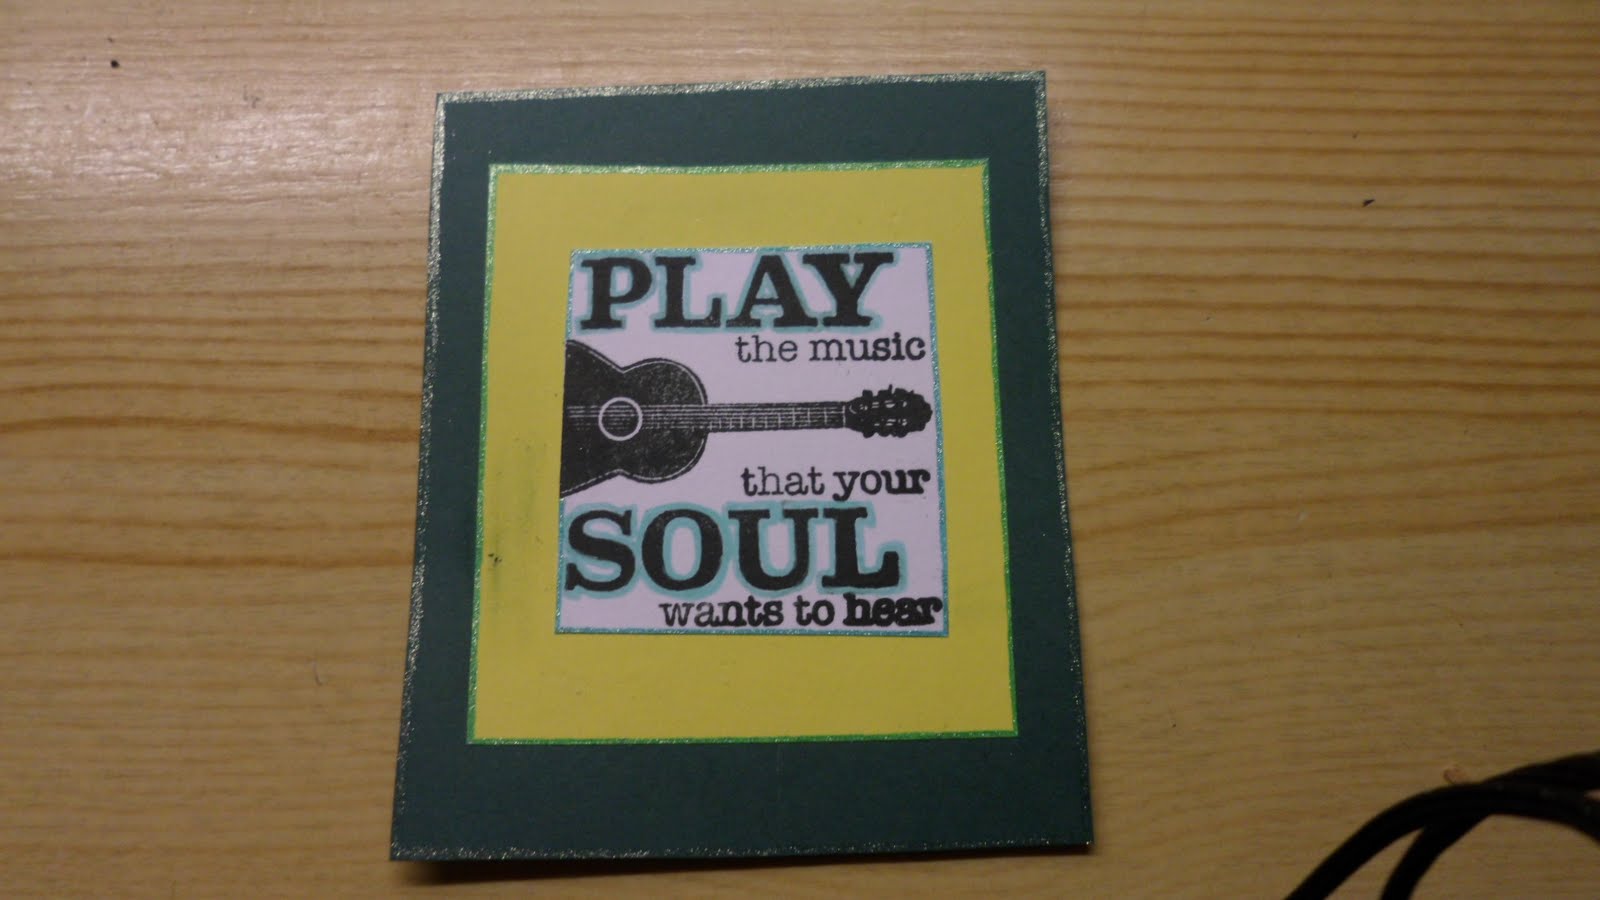 PLAY
the music
that your
SOUL
wants to hear